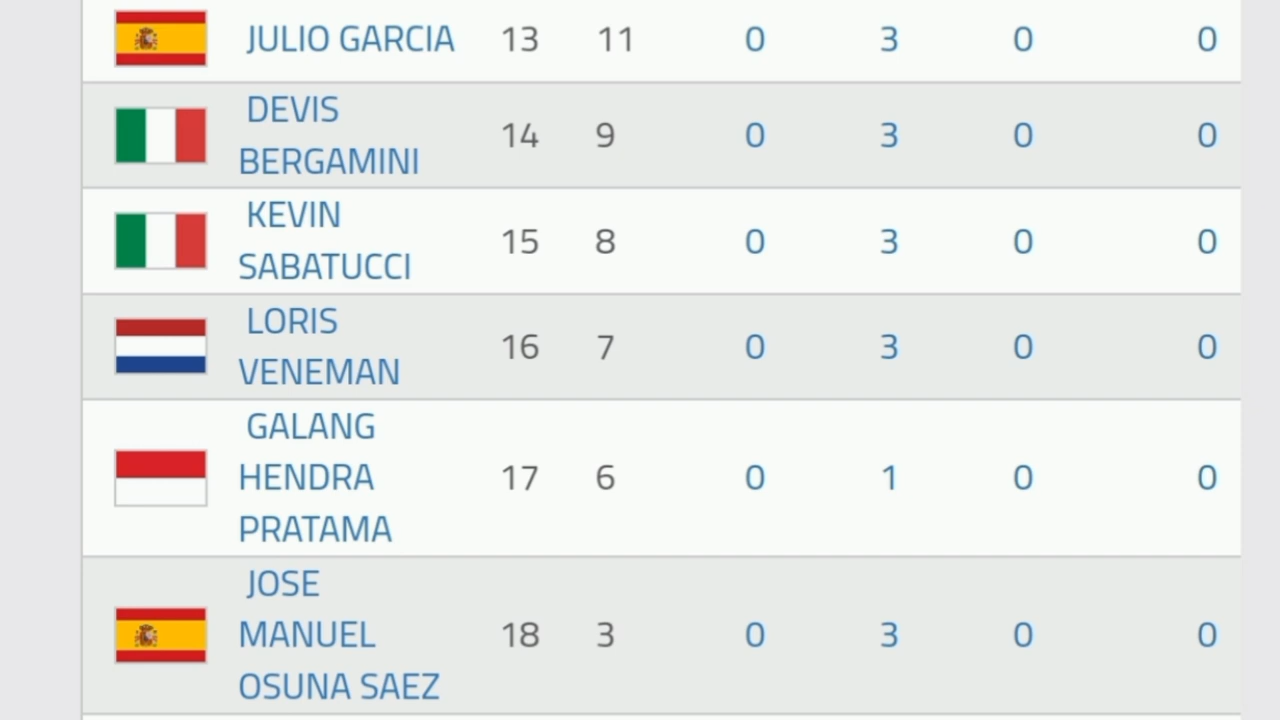 JULIO GARCIA 13 11 0 3 0 0
DEVIS
BERGAMINI 14 9 0 3 0 0
KEVIN
SABATUCCI 15 8 0 3 0 0
LORIS
VENEMAN 16 7 0 3 0 0
GALANG
HENDRA 17 6 0 1 0 0
PRATAMA
JOSE
MANUEL 18 3 0 3 0 0
OSUNA SAEZ